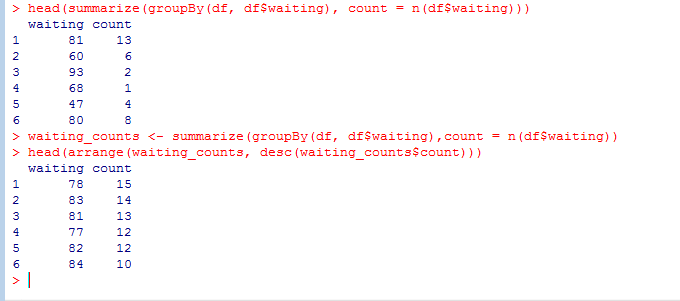 > head(summarize(groupBy(df, df$waiting), count = n(df$waiting)))
  waiting count
1      81    13
2      60     6
3      93     2
4      68     1
5      47     4
6      80     8
> waiting_counts <- summarize(groupBy(df, df$waiting),count = n(df$waiting))
> head(arrange(waiting_counts, desc(waiting_counts$count)))
  waiting count
1      78    15
2      83    14
3      81    13
4      77    12
5      82    12
6      84    10
>